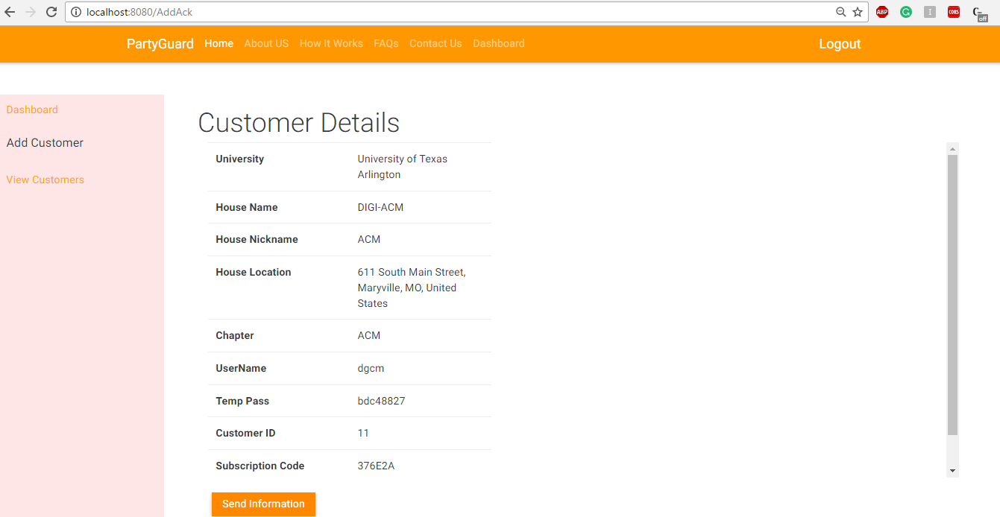 localhost:8080/AddAck
ABP
CORS
off
PartyGuard Home About US How It Works FAQs Contact Us Dashboard Logout
Dashboard
Add Customer
View Customers
Customer Details
University University of Texas
Arlington
House Name DIGI-ACM
House Nickname ACM
House Location 611 South Main Street,
Maryville, MO, United
States
Chapter ACM
UserName dgcm
Temp Pass bdc48827
Customer ID 11
Subscription Code 376E2A
Send Information